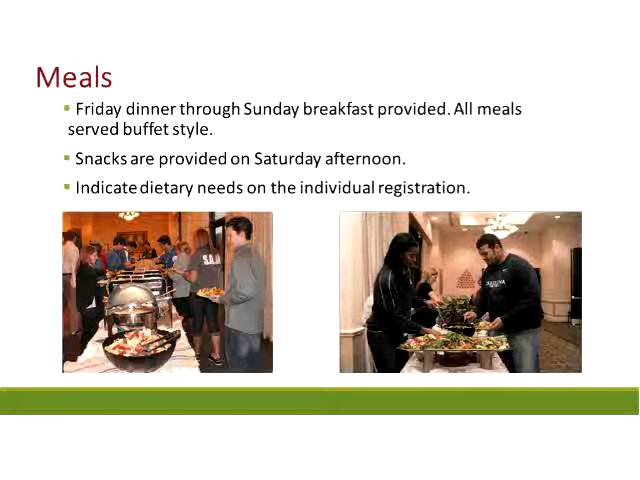 Meals
▪ Friday dinner through Sunday breakfast provided. All meals
served buffet style.
▪ Snacks are provided on Saturday afternoon.
▪ Indicate dietary needs on the individual registration.